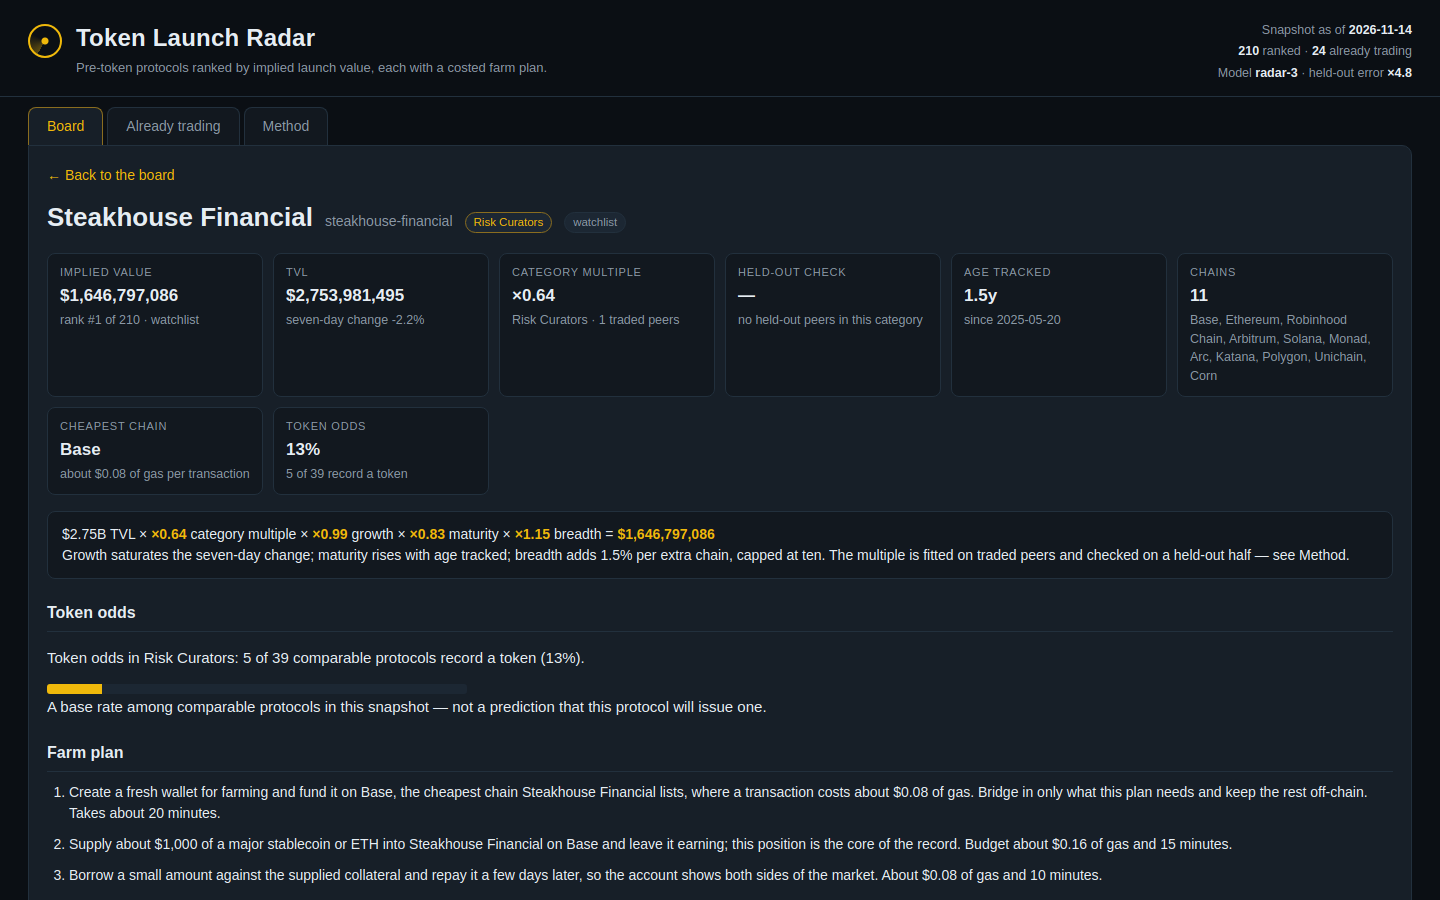 Token Launch Radar
Pre-token protocols ranked by implied launch value, each with a costed farm plan.
Snapshot as of 2026-11-14
210 ranked · 24 already trading
Model radar-3 · held-out error ×4.8
Board
Already trading
Method
← Back to the board
Steakhouse Financial steakhouse-financial Risk Curators watchlist
IMPLIED VALUE
$1,646,797,086
rank #1 of 210 · watchlist
TVL
$2,753,981,495
seven-day change -2.2%
CATEGORY MULTIPLE
×0.64
Risk Curators · 1 traded peers
HELD-OUT CHECK
—
no held-out peers in this category
AGE TRACKED
1.5y
since 2025-05-20
CHAINS
11
Base, Ethereum, Robinhood
Chain, Arbitrum, Solana, Monad,
Arc, Katana, Polygon, Unichain,
Corn
CHEAPEST CHAIN
Base
about $0.08 of gas per transaction
TOKEN ODDS
13%
5 of 39 record a token
$2.75B TVL × ×0.64 category multiple × ×0.99 growth × ×0.83 maturity × ×1.15 breadth = $1,646,797,086
Growth saturates the seven-day change; maturity rises with age tracked; breadth adds 1.5% per extra chain, capped at ten. The multiple is fitted on traded peers and checked on a held-out half — see Method.
Token odds
Token odds in Risk Curators: 5 of 39 comparable protocols record a token (13%).
A base rate among comparable protocols in this snapshot — not a prediction that this protocol will issue one.
Farm plan
1. Create a fresh wallet for farming and fund it on Base, the cheapest chain Steakhouse Financial lists, where a transaction costs about $0.08 of gas. Bridge in only what this plan needs and keep the rest off-chain.
Takes about 20 minutes.
2. Supply about $1,000 of a major stablecoin or ETH into Steakhouse Financial on Base and leave it earning; this position is the core of the record. Budget about $0.16 of gas and 15 minutes.
3. Borrow a small amount against the supplied collateral and repay it a few days later, so the account shows both sides of the market. About $0.08 of gas and 10 minutes.